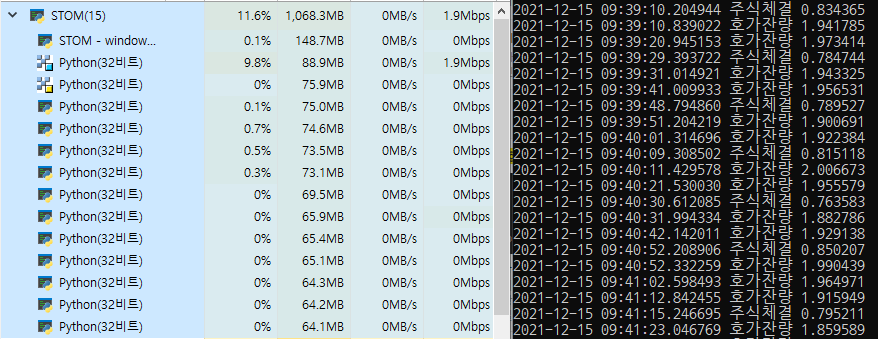 STOM(15) 11.6% 1,068.3MB 0MB/s 1.9Mbps
STOM - window... 0.1% 148.7MB 0MB/s 0Mbps
Python(32비트) 9.8% 88.9MB 0MB/s 1.9Mbps
Python(32비트) 0% 75.9MB 0MB/s 0Mbps
Python(32비트) 0.1% 75.0MB 0MB/s 0Mbps
Python(32비트) 0.7% 74.6MB 0MB/s 0Mbps
Python(32비트) 0.5% 73.5MB 0MB/s 0Mbps
Python(32비트) 0.3% 73.1MB 0MB/s 0Mbps
Python(32비트) 0% 69.5MB 0MB/s 0Mbps
Python(32비트) 0% 65.9MB 0MB/s 0Mbps
Python(32비트) 0% 65.4MB 0MB/s 0Mbps
Python(32비트) 0% 65.1MB 0MB/s 0Mbps
Python(32비트) 0% 64.3MB 0MB/s 0Mbps
Python(32비트) 0% 64.2MB 0MB/s 0Mbps
Python(32비트) 0% 64.1MB 0MB/s 0Mbps
2021-12-15 09:39:10.204944 주식체결 0.834365
2021-12-15 09:39:10.839022 호가잔량 1.941785
2021-12-15 09:39:20.945153 호가잔량 1.973414
2021-12-15 09:39:29.393722 주식체결 0.784744
2021-12-15 09:39:31.014921 호가잔량 1.943325
2021-12-15 09:39:41.009933 호가잔량 1.956531
2021-12-15 09:39:48.794860 주식체결 0.789527
2021-12-15 09:39:51.204219 호가잔량 1.900691
2021-12-15 09:40:01.314696 호가잔량 1.922384
2021-12-15 09:40:09.308502 주식체결 0.815118
2021-12-15 09:40:11.429578 호가잔량 2.006673
2021-12-15 09:40:21.530030 호가잔량 1.955579
2021-12-15 09:40:30.612085 주식체결 0.763583
2021-12-15 09:40:31.994334 호가잔량 1.882786
2021-12-15 09:40:42.142011 호가잔량 1.929138
2021-12-15 09:40:52.208906 주식체결 0.850207
2021-12-15 09:40:52.332259 호가잔량 1.990439
2021-12-15 09:41:02.598493 호가잔량 1.964971
2021-12-15 09:41:12.842455 호가잔량 1.915949
2021-12-15 09:41:15.246695 주식체결 0.795211
2021-12-15 09:41:23.046769 호가잔량 1.859589